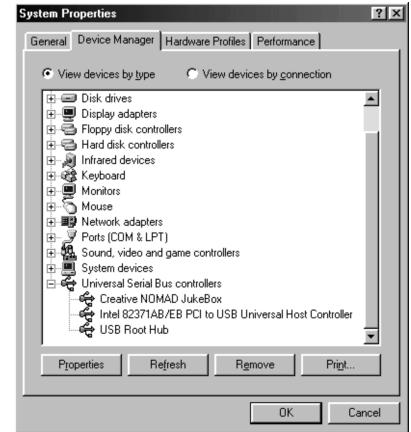 System Properties
General Device Manager Hardware Profiles Performance
View devices by type View devices by connection
Disk drives
Display adapters
Floppy disk controllers
Hard disk controllers
Infrared devices
Keyboard
Monitors
Mouse
Network adapters
Ports (COM & LPT)
Sound, video and game controllers
System devices
Universal Serial Bus controllers
Creative NOMAD JukeBox
Intel 82371AB/EB PCI to USB Universal Host Controller
USB Root Hub
Properties Refresh Remove Print...
OK Cancel